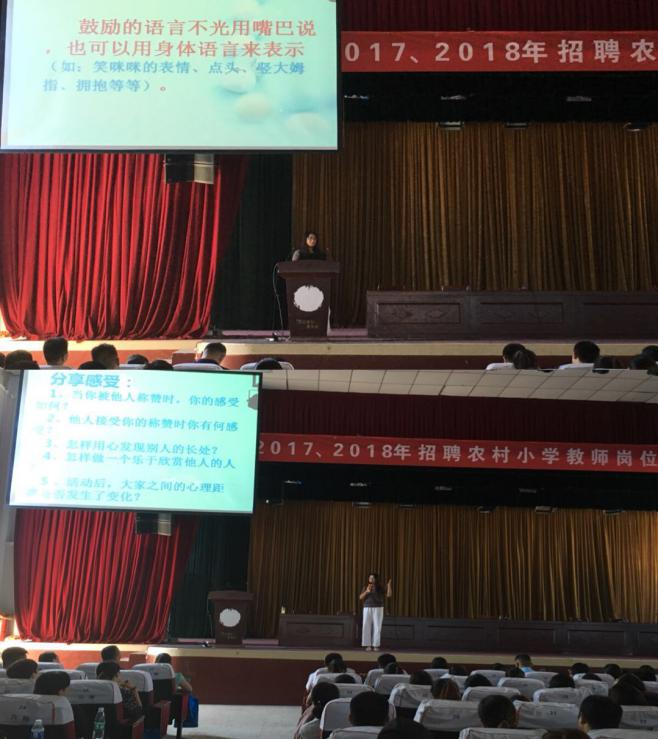 鼓励的语言不光用嘴巴说
，也可以用身体语言来表示
（如：笑咪咪的表情、点头、竖大姆
指、拥抱等等）。
017、2018年招聘农
分享感受：
1、当你被他人称赞时，你的感受
如何？
2、他人接受你的称赞时你有何感
受？
3、怎样用心发现别人的长处？
4、怎样做一个乐于欣赏他人的人
5、活动后，大家之间的心理距
否发生了变化？
2017、2018年招聘农村小学教师岗位